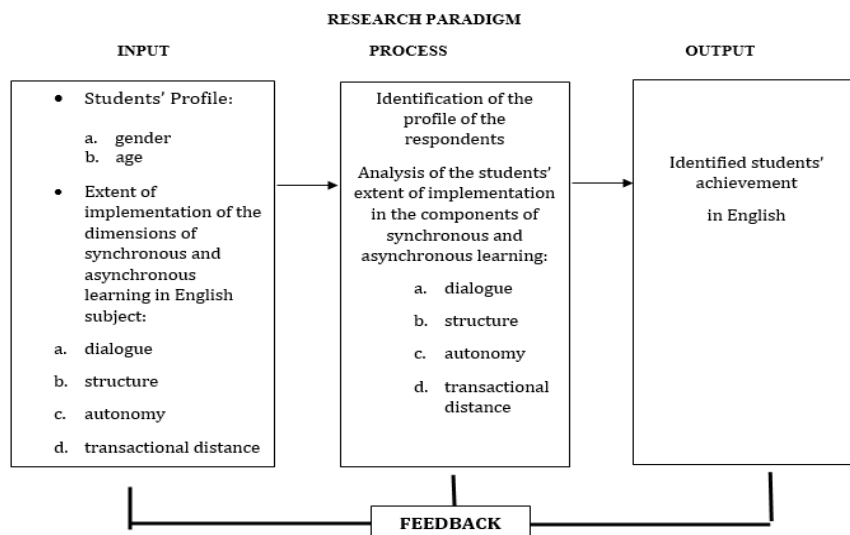 RESEARCH PARADIGM
INPUT
PROCESS
OUTPUT
• Students’ Profile:
a. gender
b. age
• Extent of
implementation of the
dimensions of
synchronous and
asynchronous
learning in English
subject:
a. dialogue
b. structure
c. autonomy
d. transactional distance
Identification of the
profile of the
respondents
Analysis of the students’
extent of implementation
in the components of
synchronous and
asynchronous learning:
a. dialogue
b. structure
c. autonomy
d. transactional
distance
Identified students’
achievement
in English
FEEDBACK